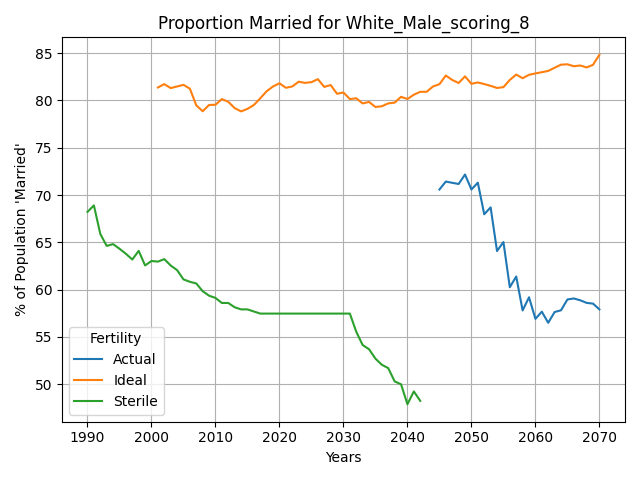 Proportion Married for White_Male_scoring_8
% of Population 'Married'
85
80
75
70
65
60
55
50
Fertility
Actual
Ideal
Sterile
1990 2000 2010 2020 2030 2040 2050 2060 2070
Years